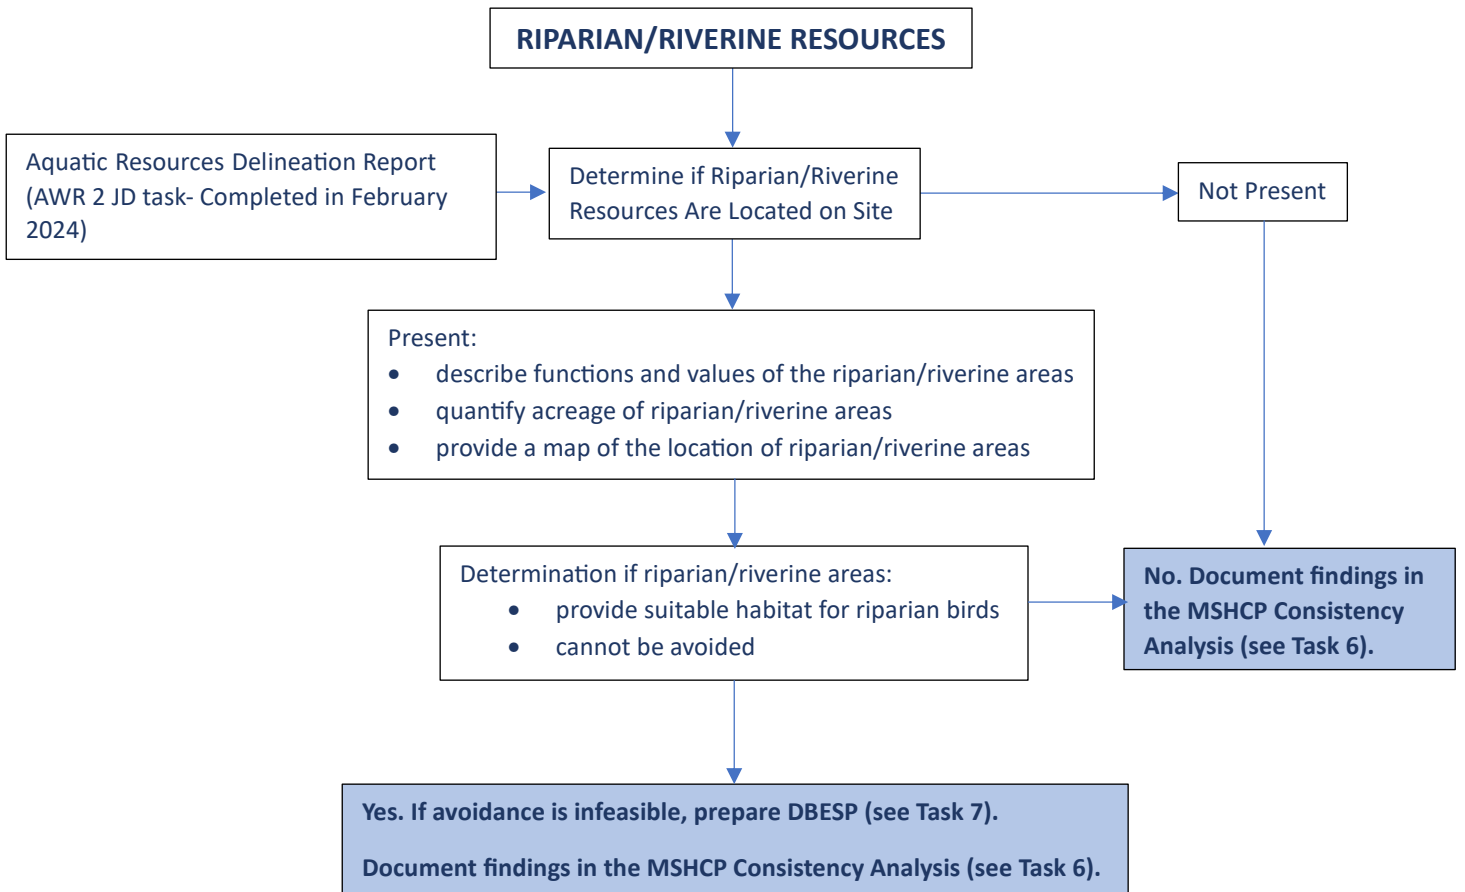 RIPARIAN/RIVERINE RESOURCES
Aquatic Resources Delineation Report
(AWR 2 JD task- Completed in February
2024)
Determine if Riparian/Riverine
Resources Are Located on Site
Not Present
Present:
• describe functions and values of the riparian/riverine areas
• quantify acreage of riparian/riverine areas
• provide a map of the location of riparian/riverine areas
Determination if riparian/riverine areas:
• provide suitable habitat for riparian birds
• cannot be avoided
No. Document findings in
the MSHCP Consistency
Analysis (see Task 6).
Yes. If avoidance is infeasible, prepare DBESP (see Task 7).
Document findings in the MSHCP Consistency Analysis (see Task 6).